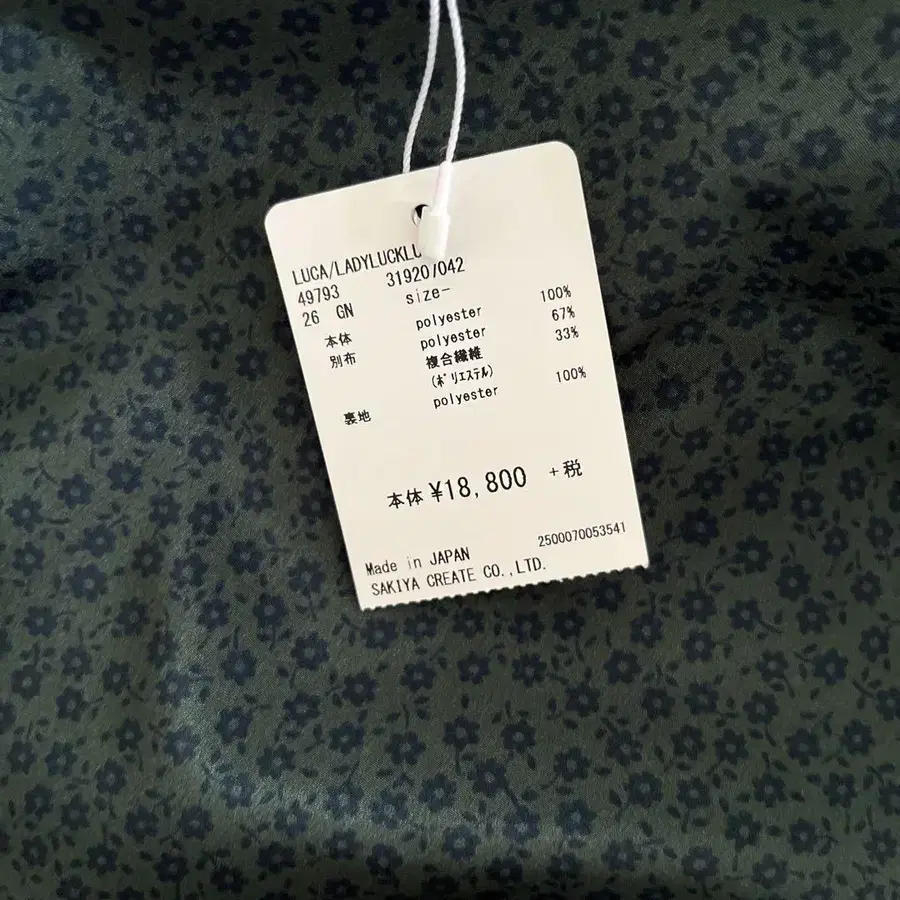 LUCA/LADYLUCKLU
49793 31920/042
26 GN size-
本体 polyester 100%
別布 polyester 67%
複合繊維 33%
(ポリエステル)
裏地 polyester 100%
本体 ¥18,800 +税
2500070053541
Made in JAPAN
SAKIYA CREATE CO.,LTD.